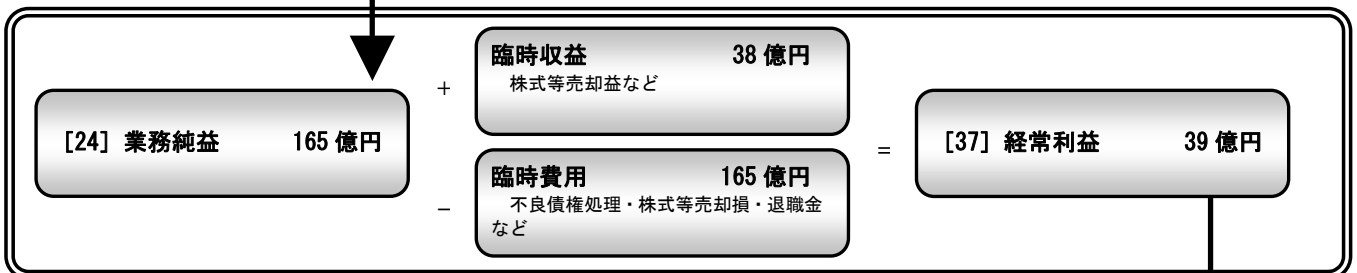 臨時収益 38 億円
株式等売却益など
+
[24] 業務純益 165 億円
=
[37] 経常利益 39 億円
臨時費用 165 億円
不良債権処理・株式等売却損・退職金
など
−